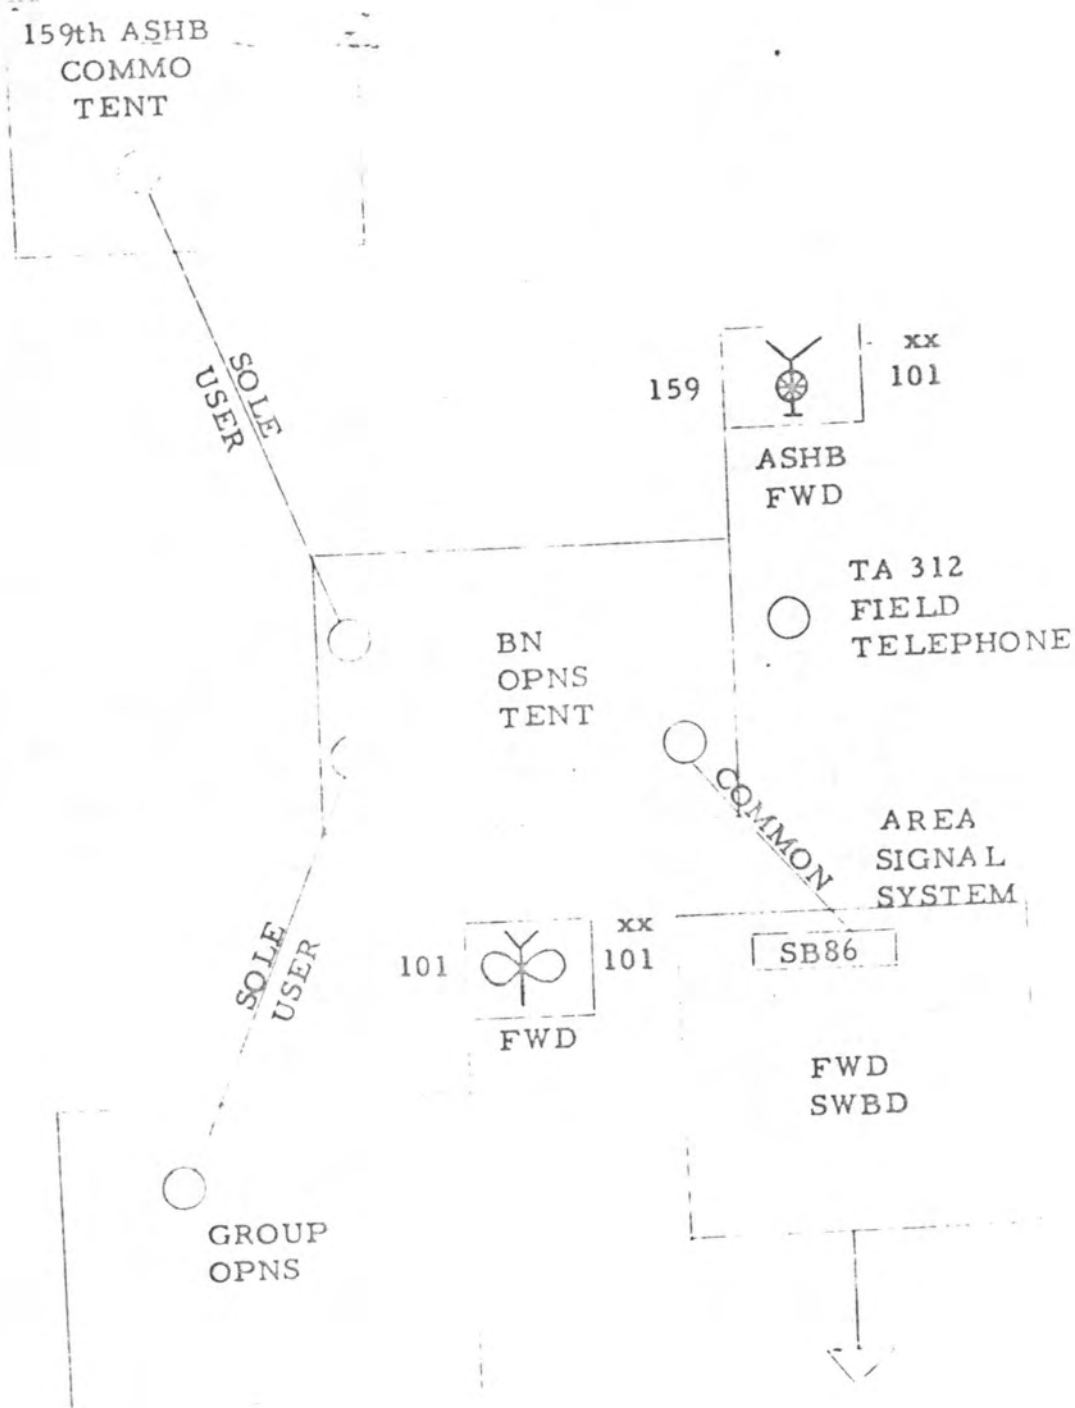 159th ASHB
COMMO
TENT
SOLE
USER
159
xx
101
ASHB
FWD
TA 312
FIELD
TELEPHONE
BN
OPNS
TENT
COMMON
AREA
SIGNAL
SYSTEM
SOLE
USER
101
xx
101
FWD
SB86
FWD
SWBD
GROUP
OPNS